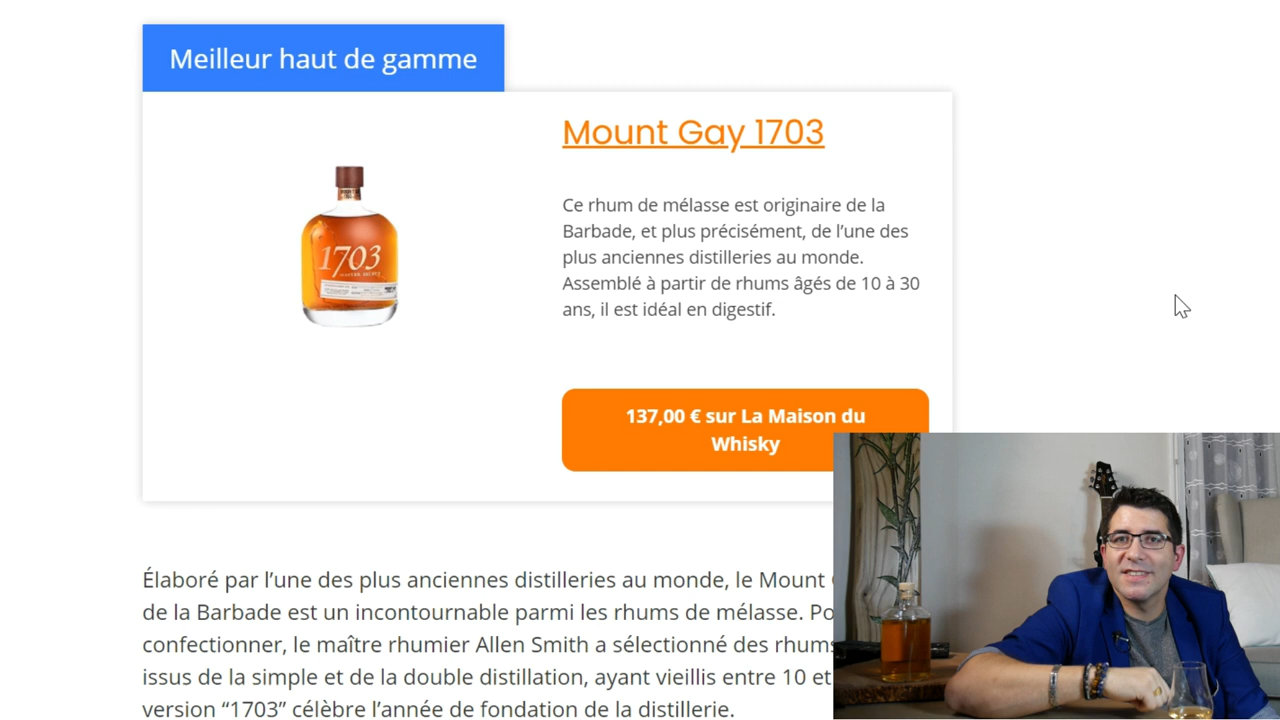 Meilleur haut de gamme
Mount Gay 1703
Ce rhum de mélasse est originaire de la
Barbade, et plus précisément, de l’une des
plus anciennes distilleries au monde.
Assemblé à partir de rhums âgés de 10 à 30
ans, il est idéal en digestif.
1703
137,00 € sur La Maison du
Whisky
Élaboré par l’une des plus anciennes distilleries au monde, le Mount
de la Barbade est un incontournable parmi les rhums de mélasse.
confectionner, le maître rhumier Allen Smith a sélectionné des rhums
issus de la simple et de la double distillation, ayant vieillis entre 10 et
version “1703” célèbre l’année de fondation de la distillerie.